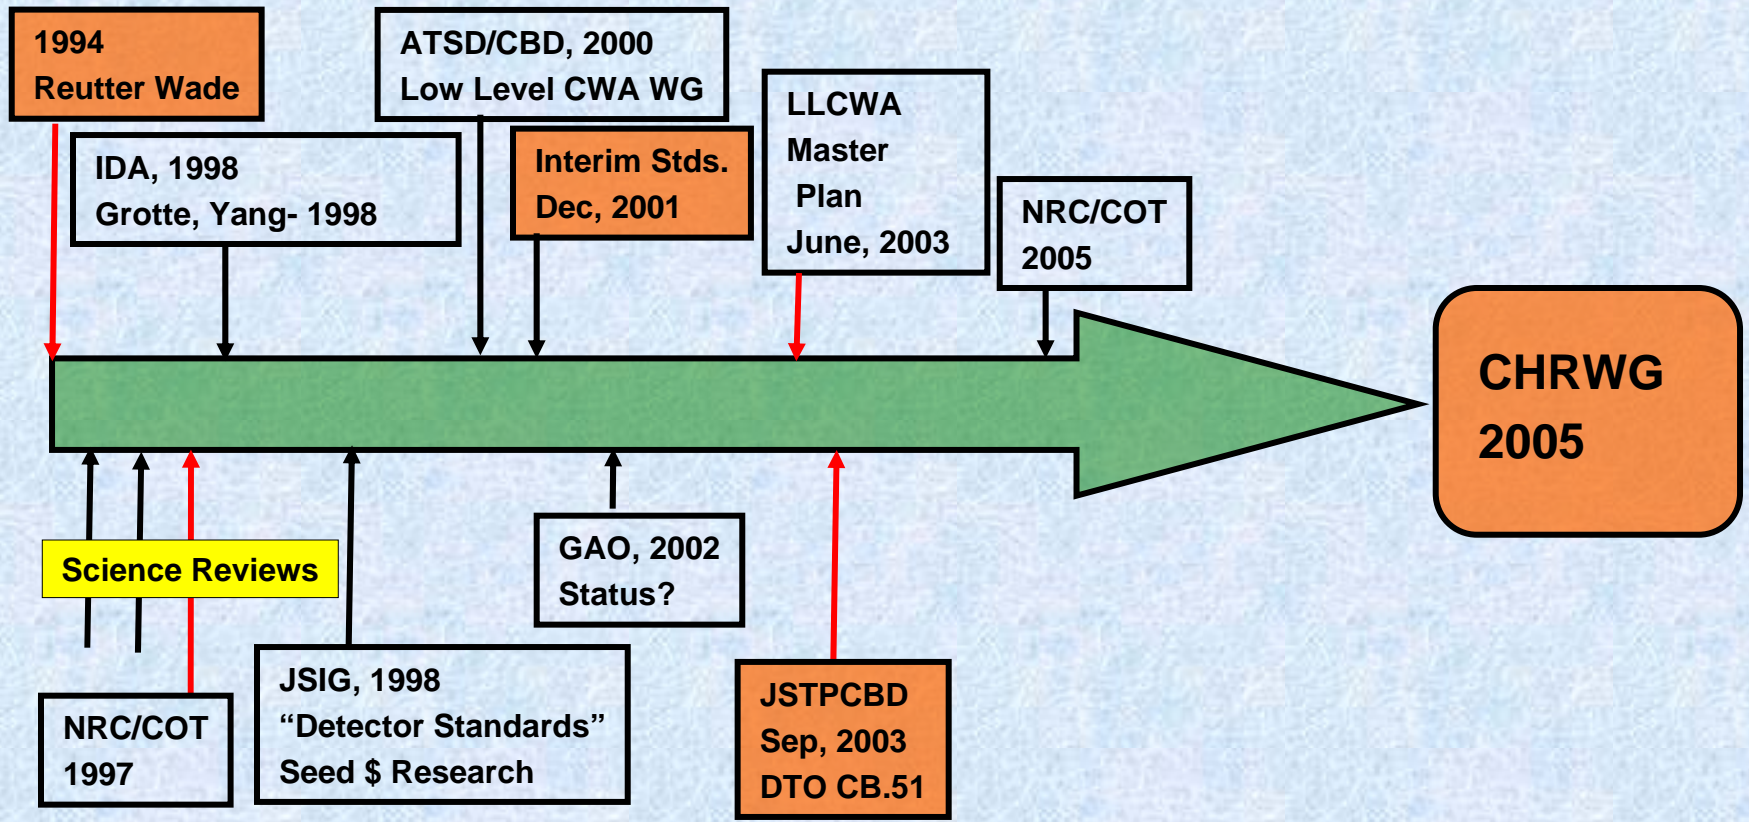 1994
Reutter Wade
IDA, 1998
Grotte, Yang- 1998
ATSD/CBD, 2000
Low Level CWA WG
Interim Stds.
Dec, 2001
LLCWA
Master
Plan
June, 2003
NRC/COT
2005
CHRWG
2005
Science Reviews
NRC/COT
1997
JSIG, 1998
“Detector Standards”
Seed $ Research
GAO, 2002
Status?
JSTPCBD
Sep, 2003
DTO CB.51